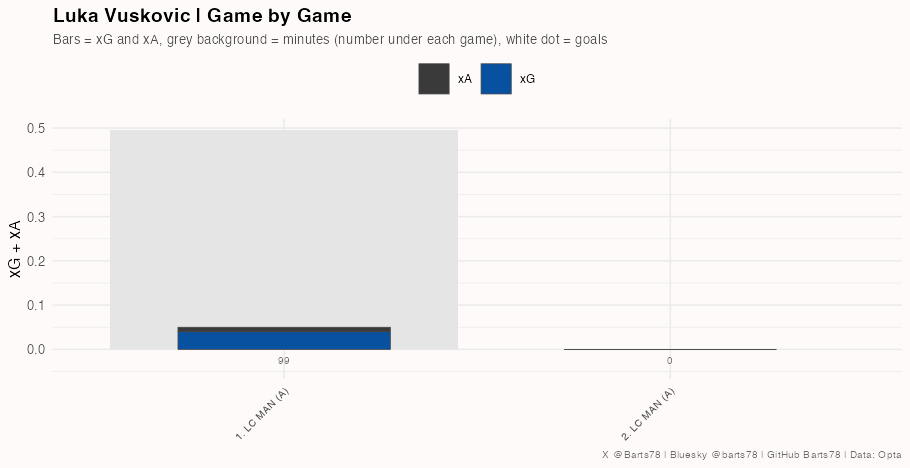 Luka Vuskovic | Game by Game
Bars = xG and xA, grey background = minutes (number under each game), white dot = goals
xA xG
xG + xA
0.5
0.4
0.3
0.2
0.1
0.0
99 0
1. LC MAN (A) 2. LC MAN (A)
X @Barts78 | Bluesky @barts78 | GitHub Barts78 | Data: Opta